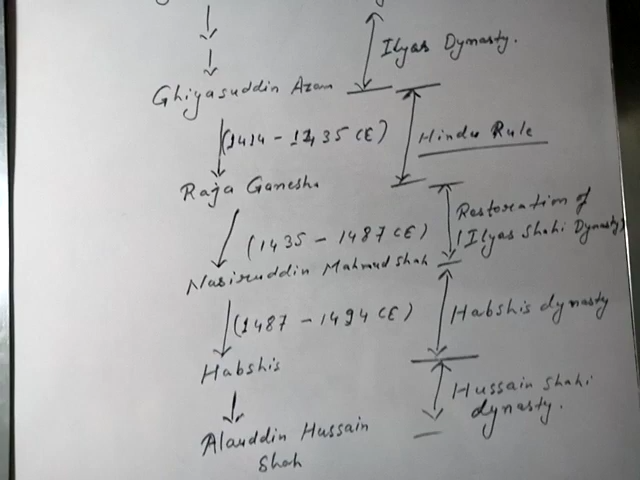 Ilyas Dynasty.
Ghiyasuddin Azam
(1414 - 1435 CE)
Hindu Rule
Raja Ganesha
Restoration of
(Ilyas Shahi Dynasty)
(1435 - 1487 CE)
Nasiruddin Mahmud Shah
(1487 - 1494 CE)
Habshis dynasty
Habshis
Hussain Shahi
dynasty.
Alauddin Hussain
Shah